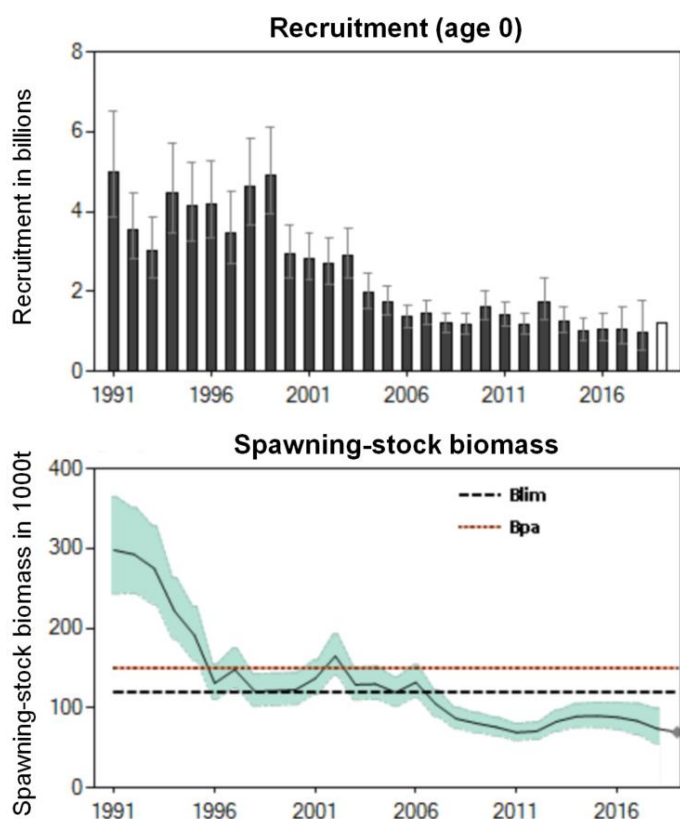 Recruitment (age 0)
Recruitment in billions
8
6
4
2
0
1991 1996 2001 2006 2011 2016
Spawning-stock biomass
Spawning-stock biomass in 1000t
400
300
200
100
0
Blim
Bpa
1991 1996 2001 2006 2011 2016